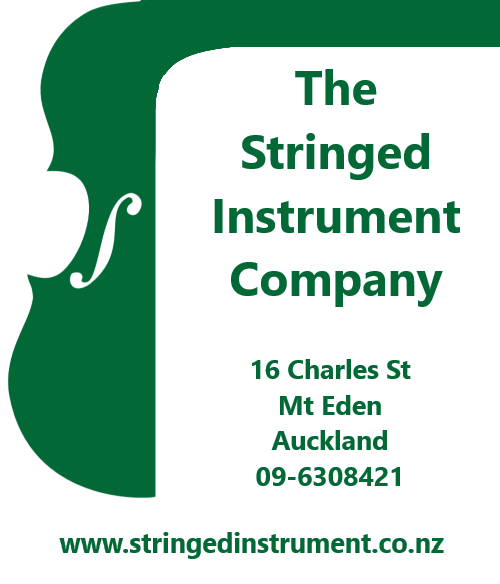 The
Stringed
Instrument
Company
16 Charles St
Mt Eden
Auckland
09-6308421
www.stringedinstrument.co.nz